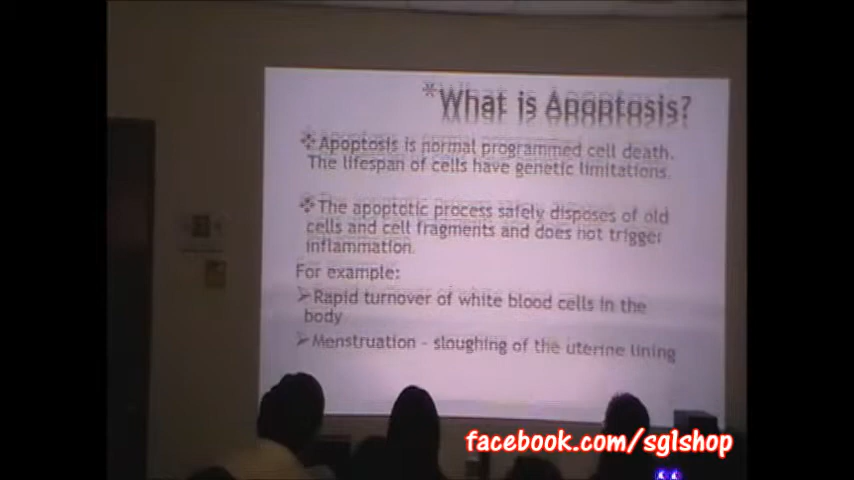 *What is Apoptosis?
❖Apoptosis is normal programmed cell death.
The lifespan of cells have genetic limitations.
❖The apoptotic process safely disposes of old
cells and cell fragments and does not trigger
inflammation.
For example:
➢Rapid turnover of white blood cells in the
body
➢Menstruation - sloughing of the uterine lining
facebook.com/sg1shop